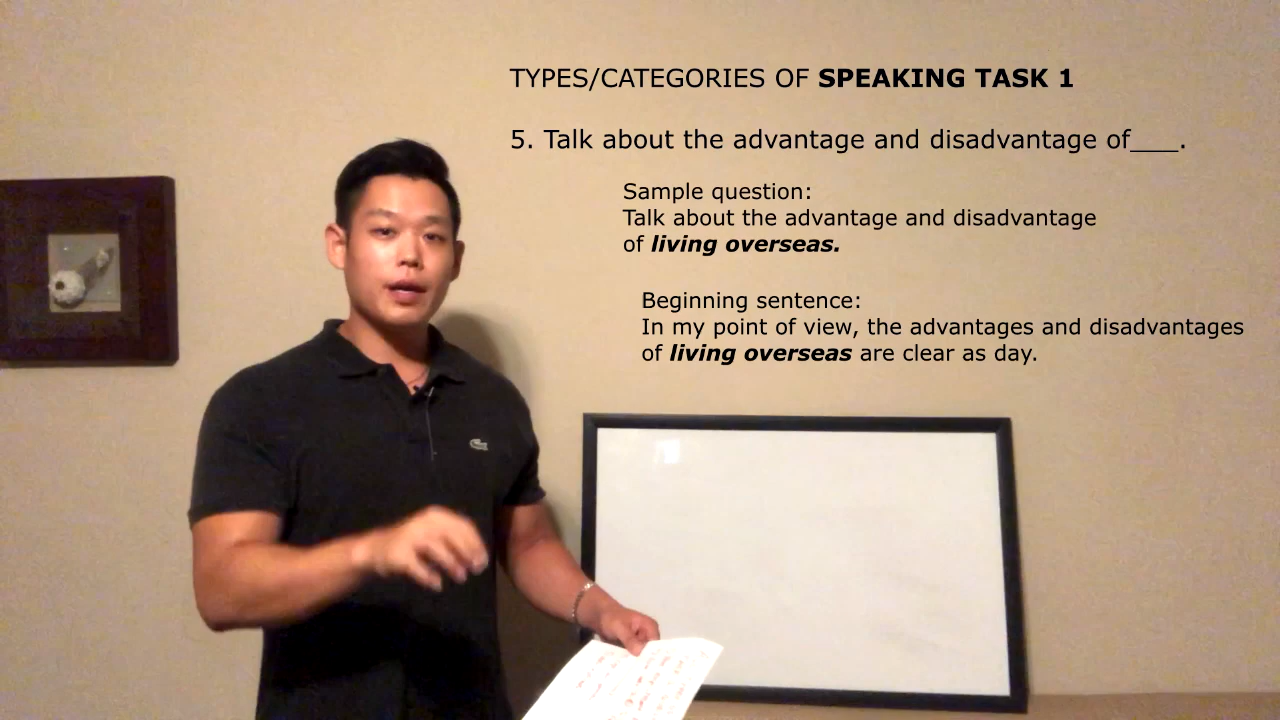 TYPES/CATEGORIES OF SPEAKING TASK 1
5. Talk about the advantage and disadvantage of___.
Sample question:
Talk about the advantage and disadvantage
of living overseas.
Beginning sentence:
In my point of view, the advantages and disadvantages
of living overseas are clear as day.